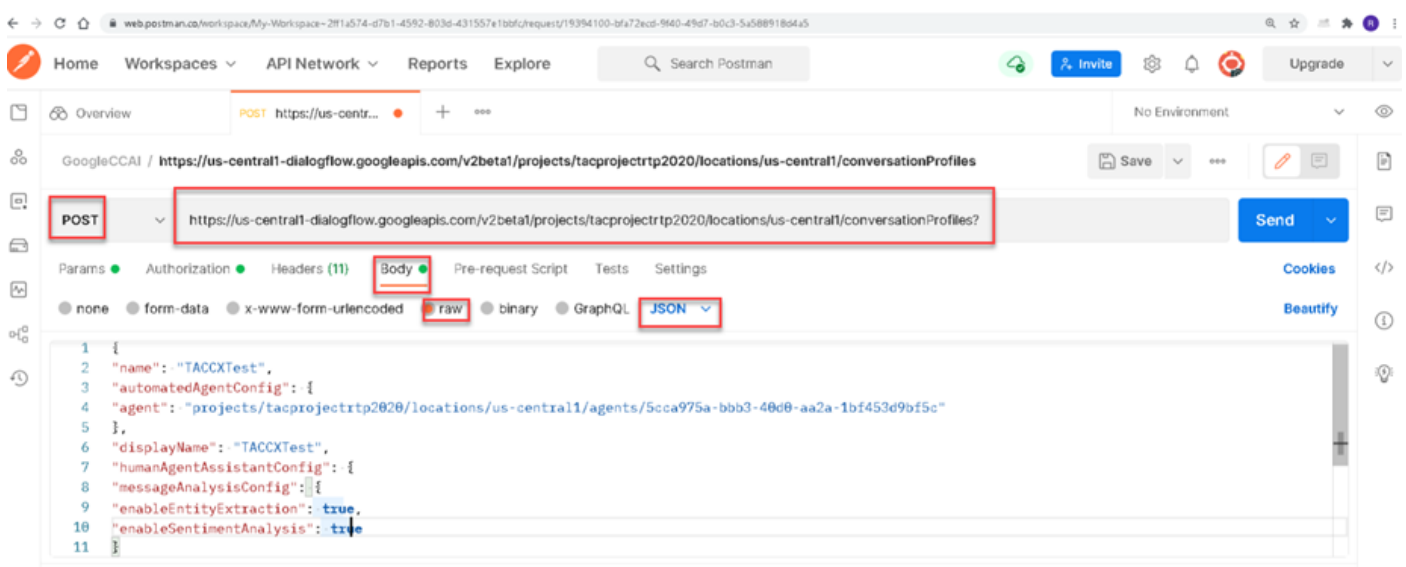 web.postman.co/workspace/My-Workspace~2ff1a574-d7b1-4592-803d-431557e1bbfc/request/19394100-bfa72ecd-9f40-49d7-b0c3-5a588918d4a5
R
Home Workspaces API Network Reports Explore Search Postman Invite Upgrade
Overview POST https://us-centr... No Environment
GoogleCCAI / https://us-central1-dialogflow.googleapis.com/v2beta1/projects/tacprojectrtp2020/locations/us-central1/conversationProfiles Save
POST https://us-central1-dialogflow.googleapis.com/v2beta1/projects/tacprojectrtp2020/locations/us-central1/conversationProfiles? Send
Params Authorization Headers (11) Body Pre-request Script Tests Settings Cookies
none form-data x-www-form-urlencoded raw binary GraphQL JSON Beautify
1 {
2 "name": "TACCXTest",
3 "automatedAgentConfig": {
4 "agent": "projects/tacprojectrtp2020/locations/us-central1/agents/5cca975a-bbb3-40d0-aa2a-1bf453d9bf5c"
5 },
6 "displayName": "TACCXTest",
7 "humanAgentAssistantConfig": {
8 "messageAnalysisConfig": {
9 "enableEntityExtraction": true,
10 "enableSentimentAnalysis": true
11 }